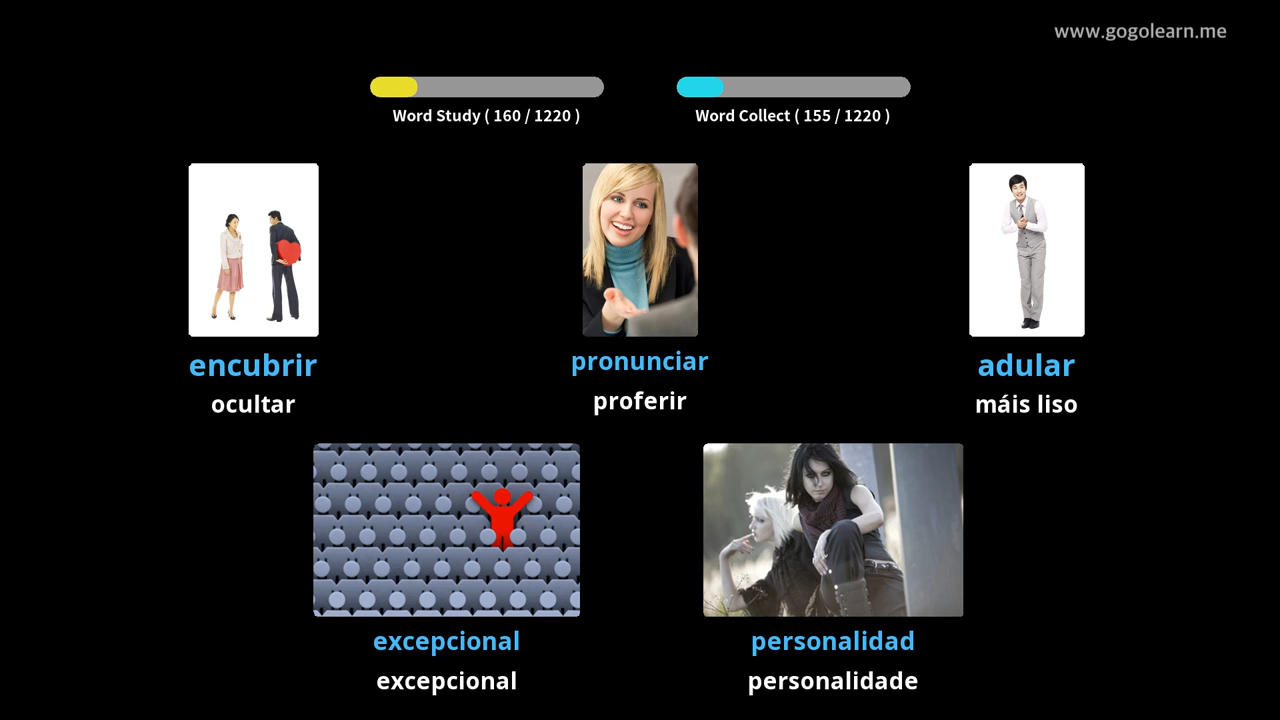 www.gogolearn.me
Word Study ( 160 / 1220 )
Word Collect ( 155 / 1220 )
encubrir
ocultar
pronunciar
proferir
adular
máis liso
excepcional
excepcional
personalidad
personalidade